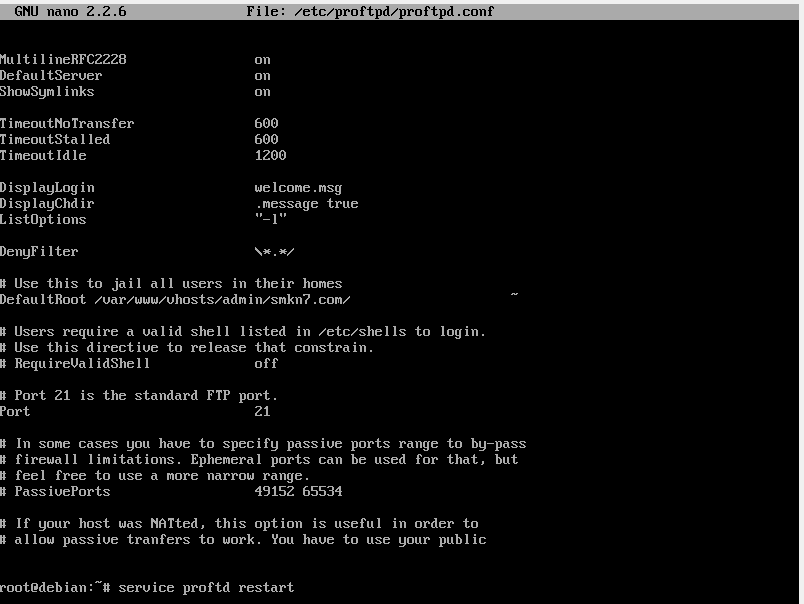 GNU nano 2.2.6 File: /etc/proftpd/proftpd.conf
MultilineRFC2228 on
DefaultServer on
ShowSymlinks on
TimeoutNoTransfer 600
TimeoutStalled 600
TimeoutIdle 1200
DisplayLogin welcome.msg
DisplayChdir .message true
ListOptions "-l"
DenyFilter \*.*/
# Use this to jail all users in their homes
DefaultRoot /var/www/vhosts/admin/smkn7.com/ ~
# Users require a valid shell listed in /etc/shells to login.
# Use this directive to release that constrain.
# RequireValidShell off
# Port 21 is the standard FTP port.
Port 21
# In some cases you have to specify passive ports range to by-pass
# firewall limitations. Ephemeral ports can be used for that, but
# feel free to use a more narrow range.
# PassivePorts 49152 65534
# If your host was NATted, this option is useful in order to
# allow passive tranfers to work. You have to use your public
root@debian:~# service proftd restart